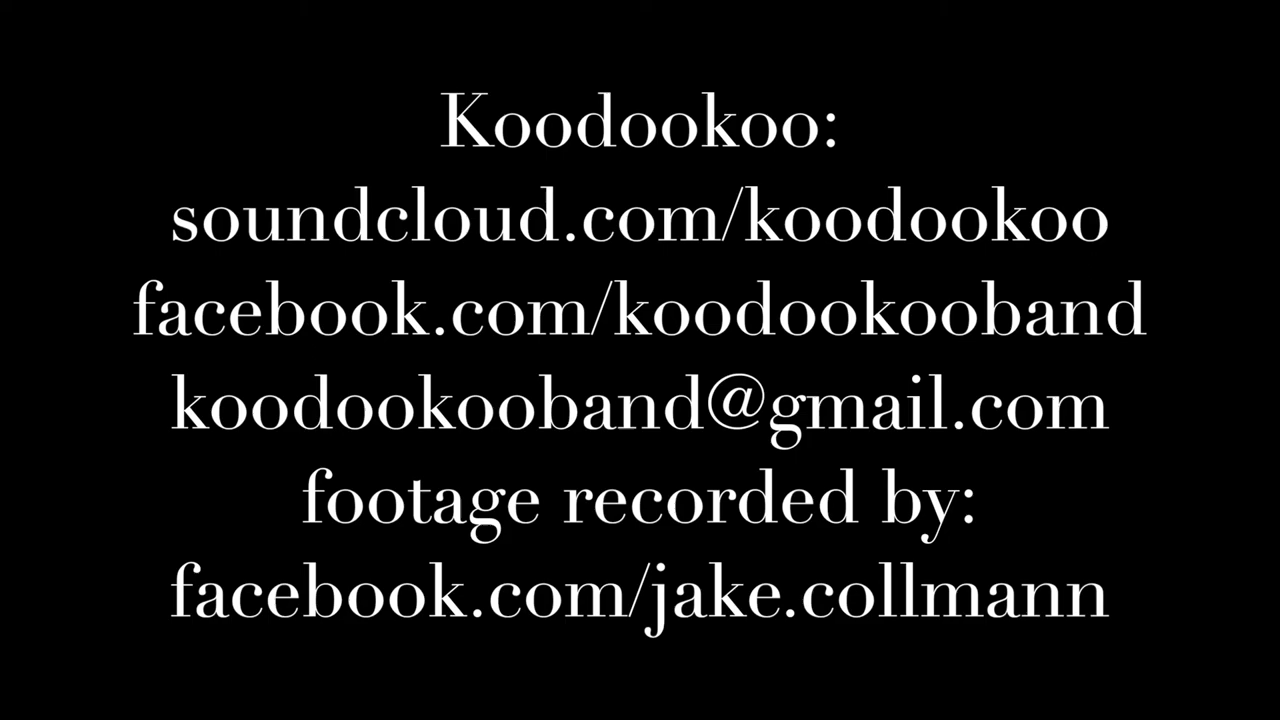 Koodookoo:
soundcloud.com/koodookoo
facebook.com/koodookooband
koodookooband@gmail.com
footage recorded by:
facebook.com/jake.collmann